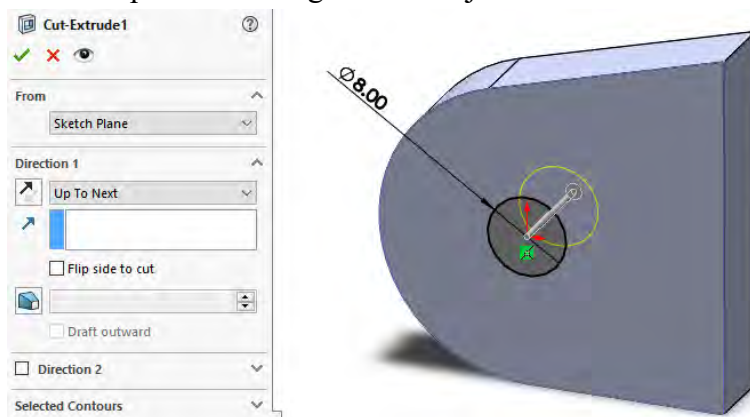 Cut-Extrude1
From
Sketch Plane
Direction 1
Up To Next
Flip side to cut
Draft outward
Direction 2
Selected Contours
Ø8.00